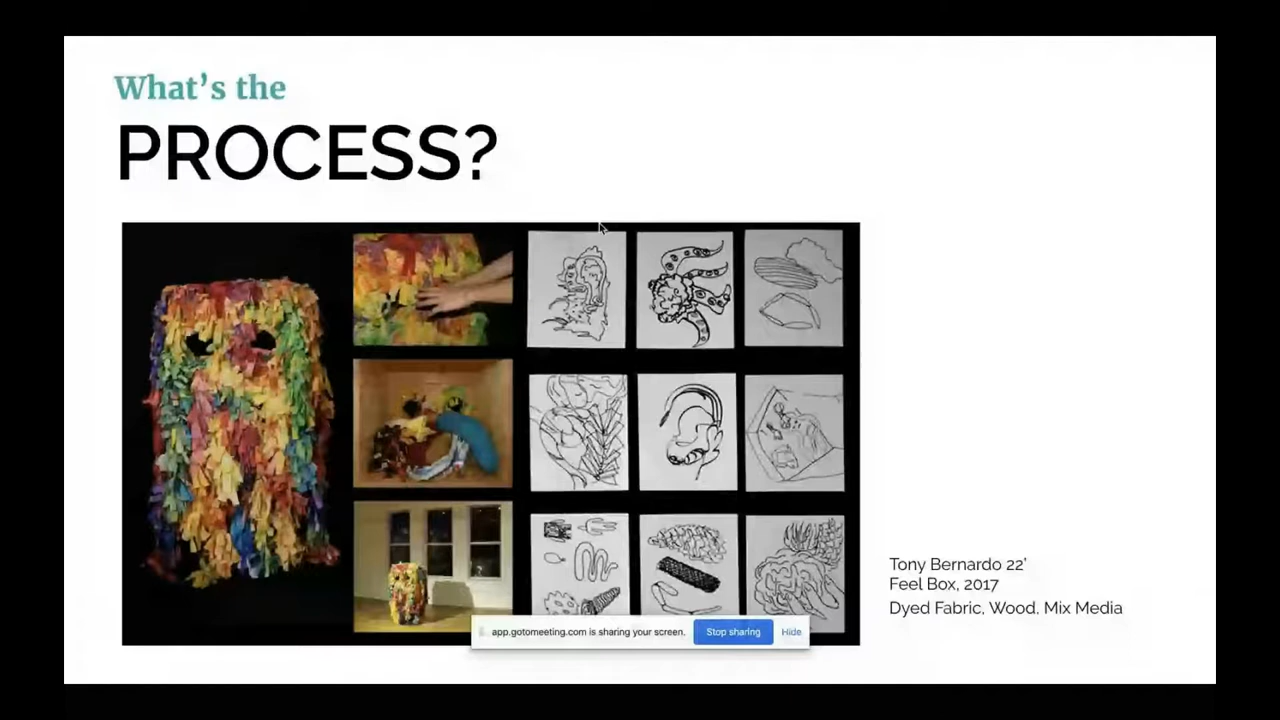 What's the
PROCESS?
Tony Bernardo 22'
Feel Box, 2017
Dyed Fabric, Wood, Mix Media
app.gotomeeting.com is sharing your screen.
Stop sharing
Hide